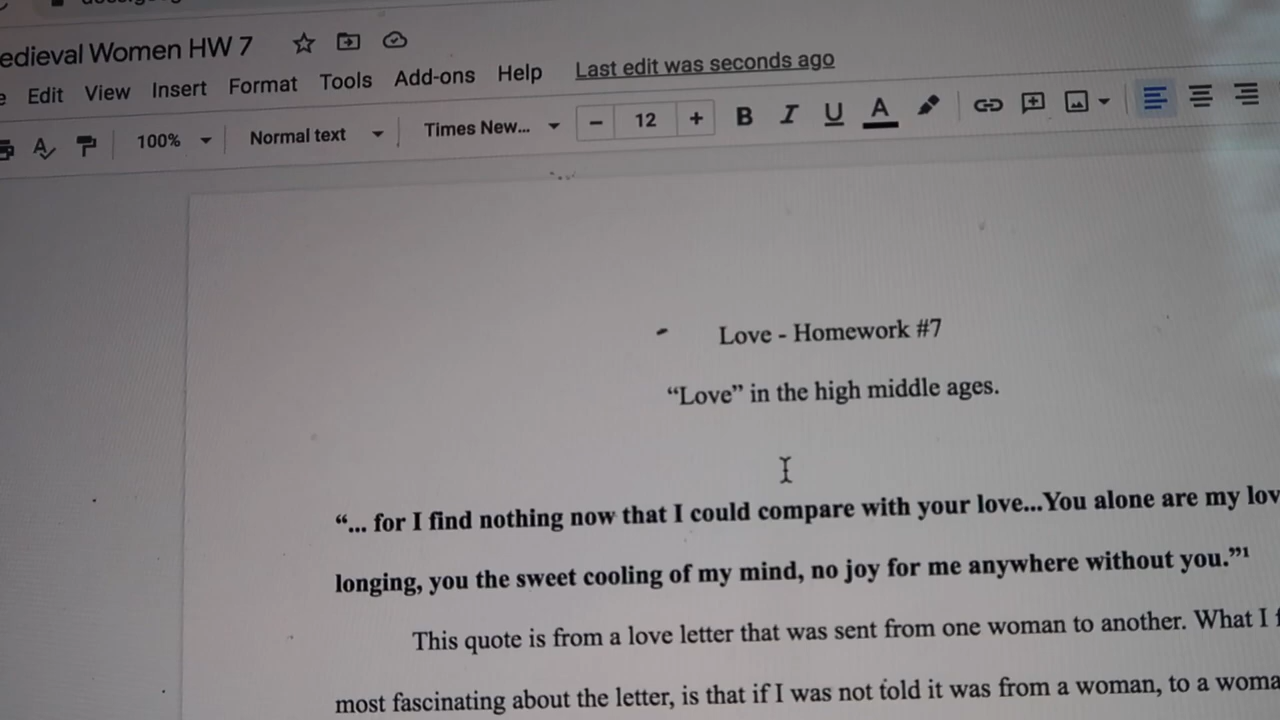 edieval Women HW 7
Edit View Insert Format Tools Add-ons Help Last edit was seconds ago
100% Normal text Times New... − 12 + B I U A
Love - Homework #7
“Love” in the high middle ages.
“... for I find nothing now that I could compare with your love...You alone are my lov
longing, you the sweet cooling of my mind, no joy for me anywhere without you.”¹
This quote is from a love letter that was sent from one woman to another. What I f
most fascinating about the letter, is that if I was not told it was from a woman, to a woma